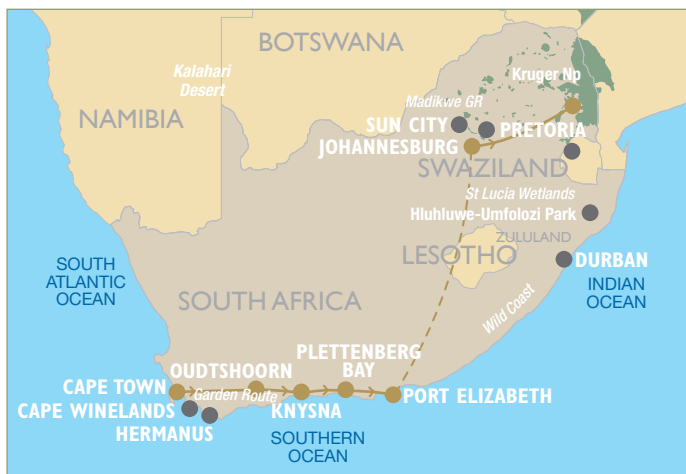 BOTSWANA
Kalahari
Desert
Kruger Np
NAMIBIA
Madikwe GR
SUN CITY
PRETORIA
JOHANNESBURG
SWAZILAND
St Lucia Wetlands
Hluhluwe-Umfolozi Park
ZULULAND
LESOTHO
DURBAN
SOUTH
ATLANTIC
OCEAN
INDIAN
OCEAN
SOUTH AFRICA
Wild Coast
PLETTENBERG
BAY
OUDTSHOORN
CAPE TOWN
Garden Route
PORT ELIZABETH
CAPE WINELANDS
KNYSNA
HERMANUS
SOUTHERN
OCEAN